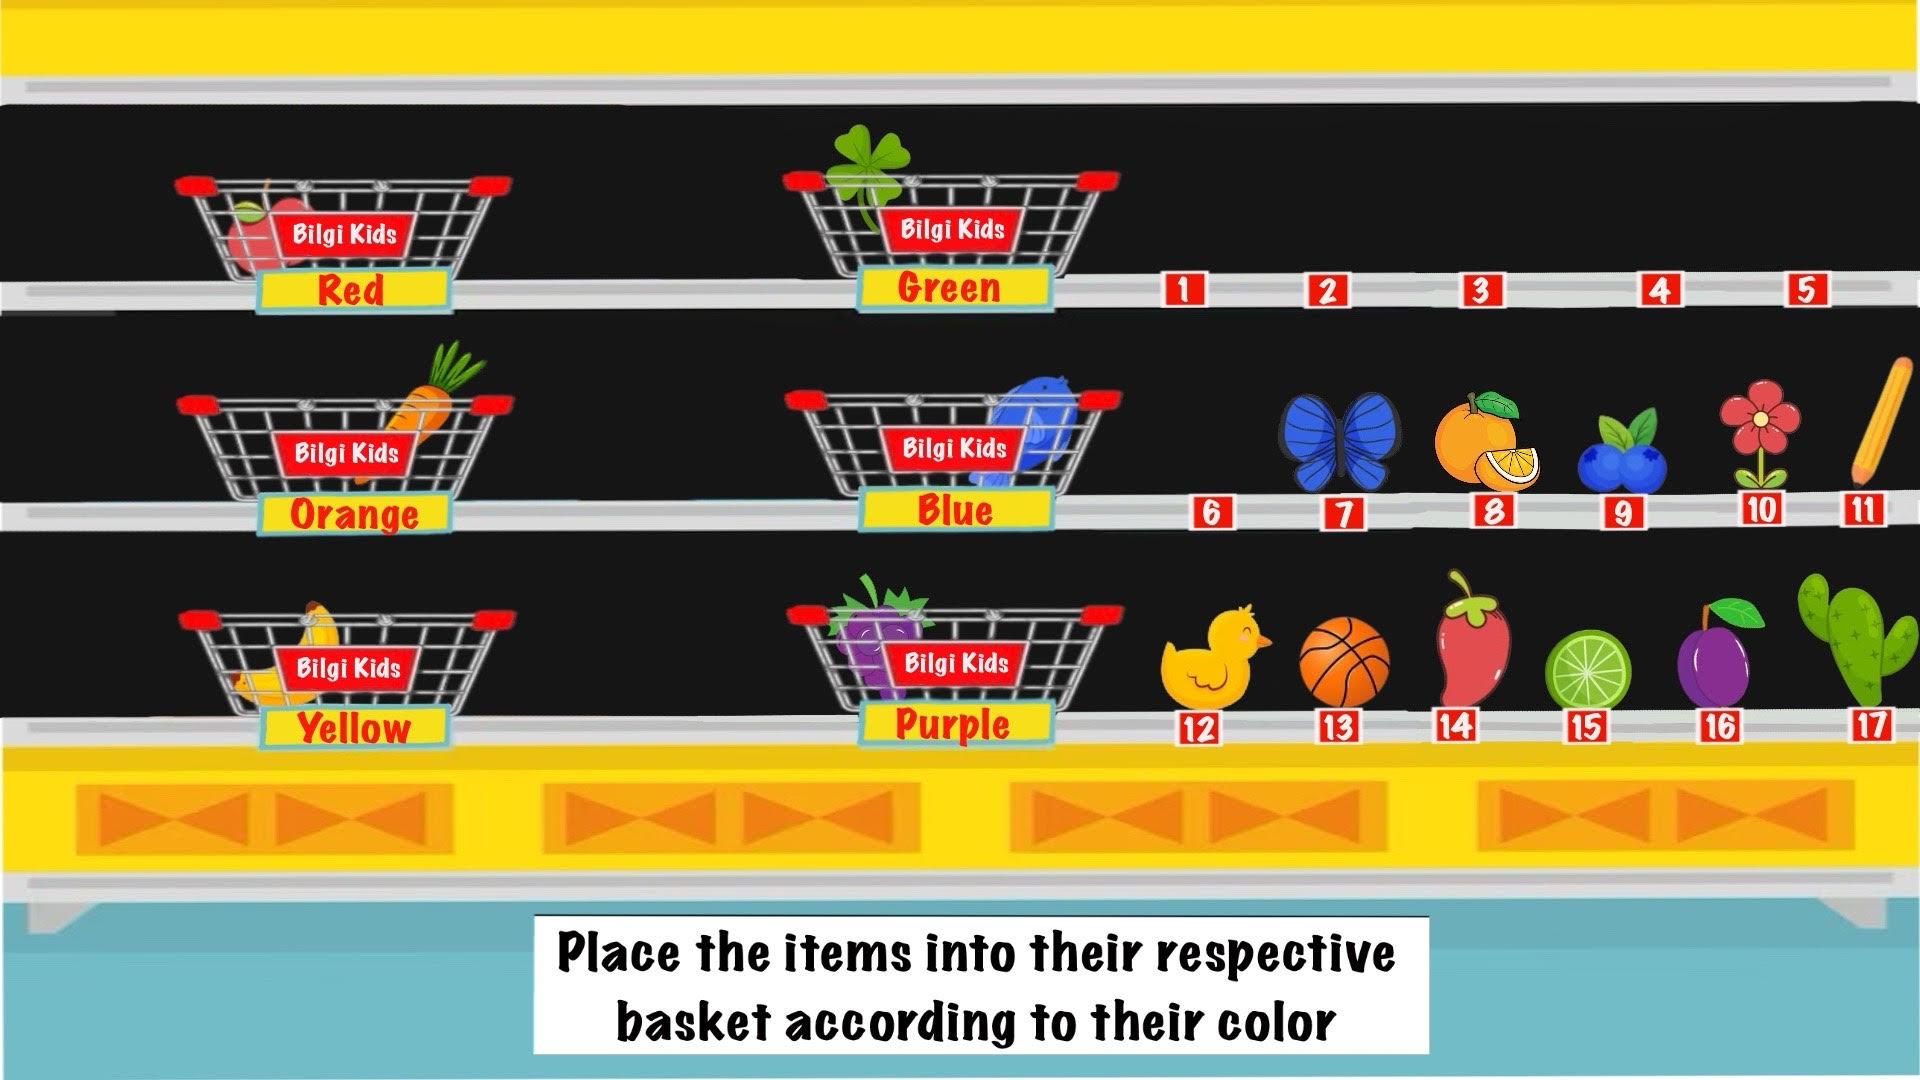 Bilgi Kids
Red
Bilgi Kids
Green
1
2
3
4
5
Bilgi Kids
Orange
Bilgi Kids
Blue
6
7
8
9
10
11
Bilgi Kids
Yellow
Bilgi Kids
Purple
12
13
14
15
16
17
Place the items into their respective
basket according to their color